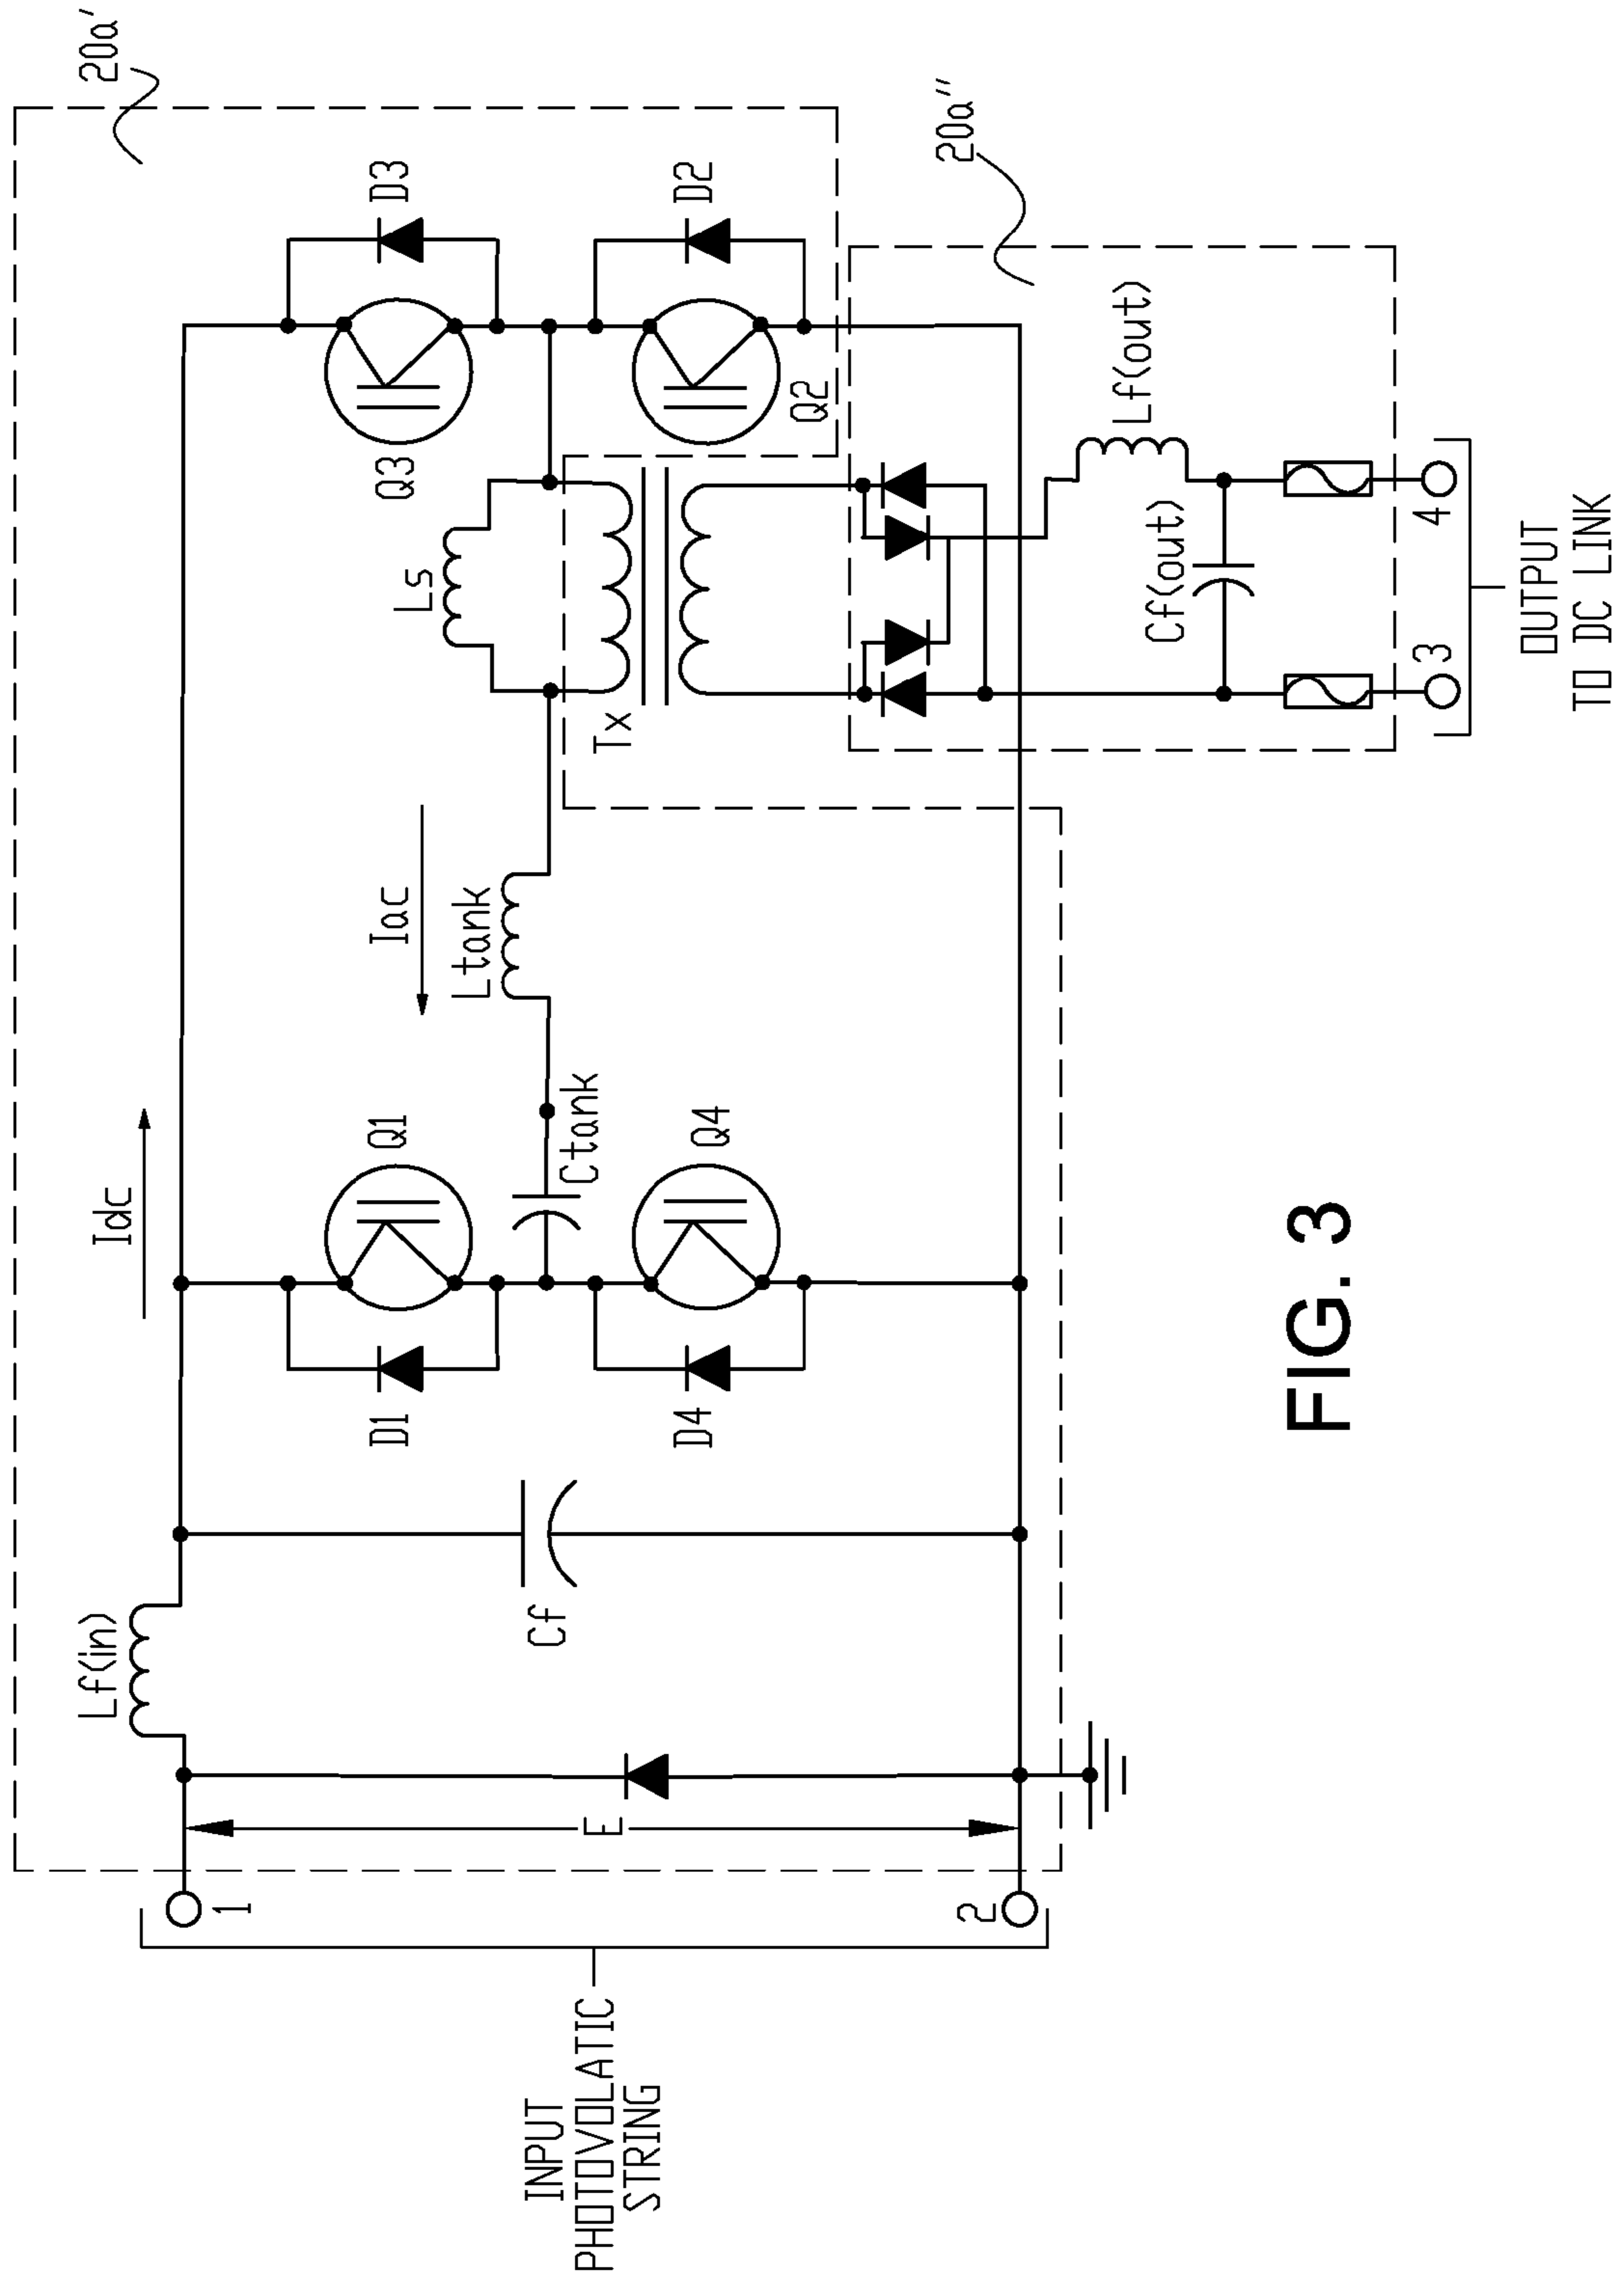 20a'
Idc
Lf(in)
D3
Q3
Iac
Q1
D1
Ls
Ltank
D2
Q2
Tx
Ctank
Q4
D4
Cf
E
1
2
INPUT
PHOTOVOLATIC
STRING
20a''
Lf(out)
Cf(out)
4
3
OUTPUT
TO DC LINK
FIG. 3